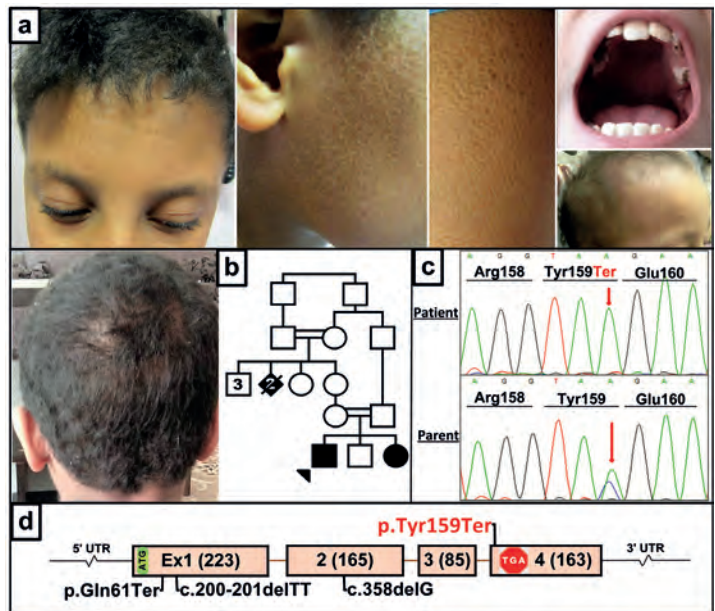 a
b
3
2
c
A G G T A A G A A
Arg158 Tyr159Ter Glu160
Patient
A G G T A A G A A
Arg158 Tyr159 Glu160
Parent
d
p.Tyr159Ter
5' UTR
ATG
Ex1 (223)
2 (165)
3 (85)
TGA
4 (163)
3' UTR
p.Gln61Ter
c.200-201delTT
c.358delG